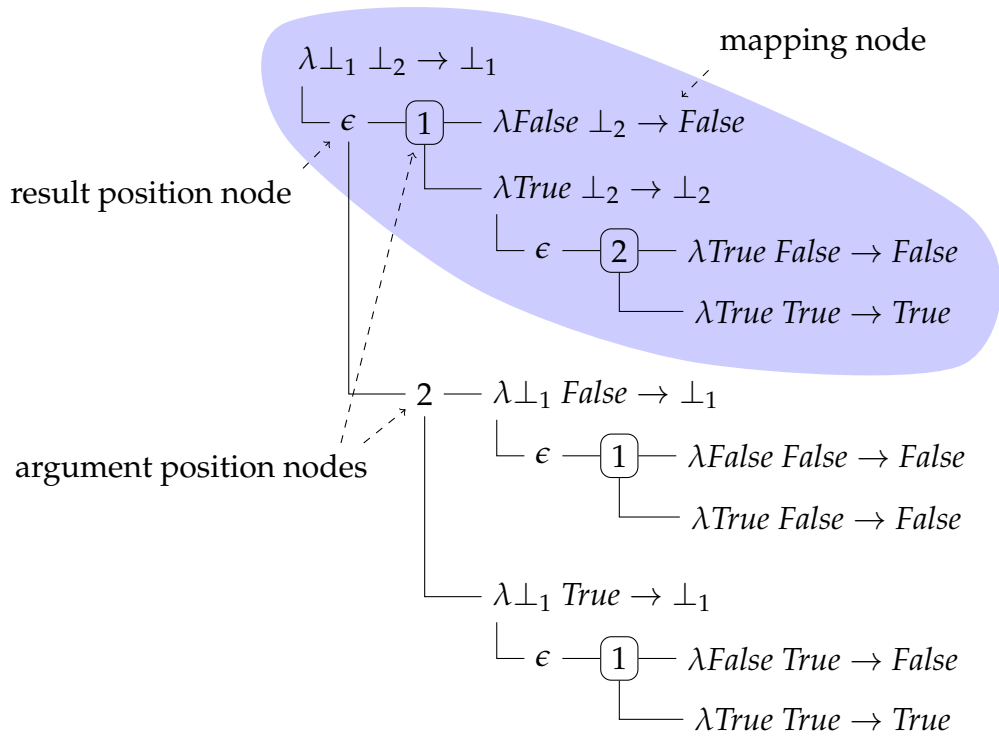 mapping node
λ⊥₁ ⊥₂ → ⊥₁
ϵ 1 λFalse ⊥₂ → False
result position node
λTrue ⊥₂ → ⊥₂
ϵ 2 λTrue False → False
λTrue True → True
2 λ⊥₁ False → ⊥₁
argument position nodes
ϵ 1 λFalse False → False
λTrue False → False
λ⊥₁ True → ⊥₁
ϵ 1 λFalse True → False
λTrue True → True